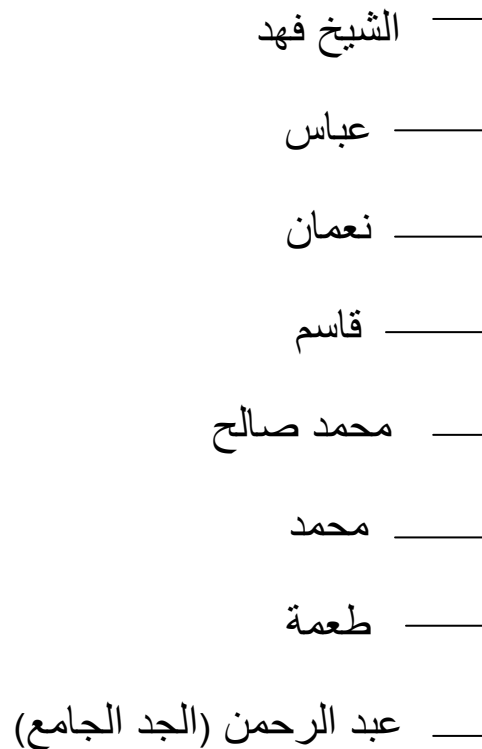 الشيخ فهد
عباس
نعمان
قاسم
محمد صالح
محمد
طعمة
عبد الرحمن (الجد الجامع)